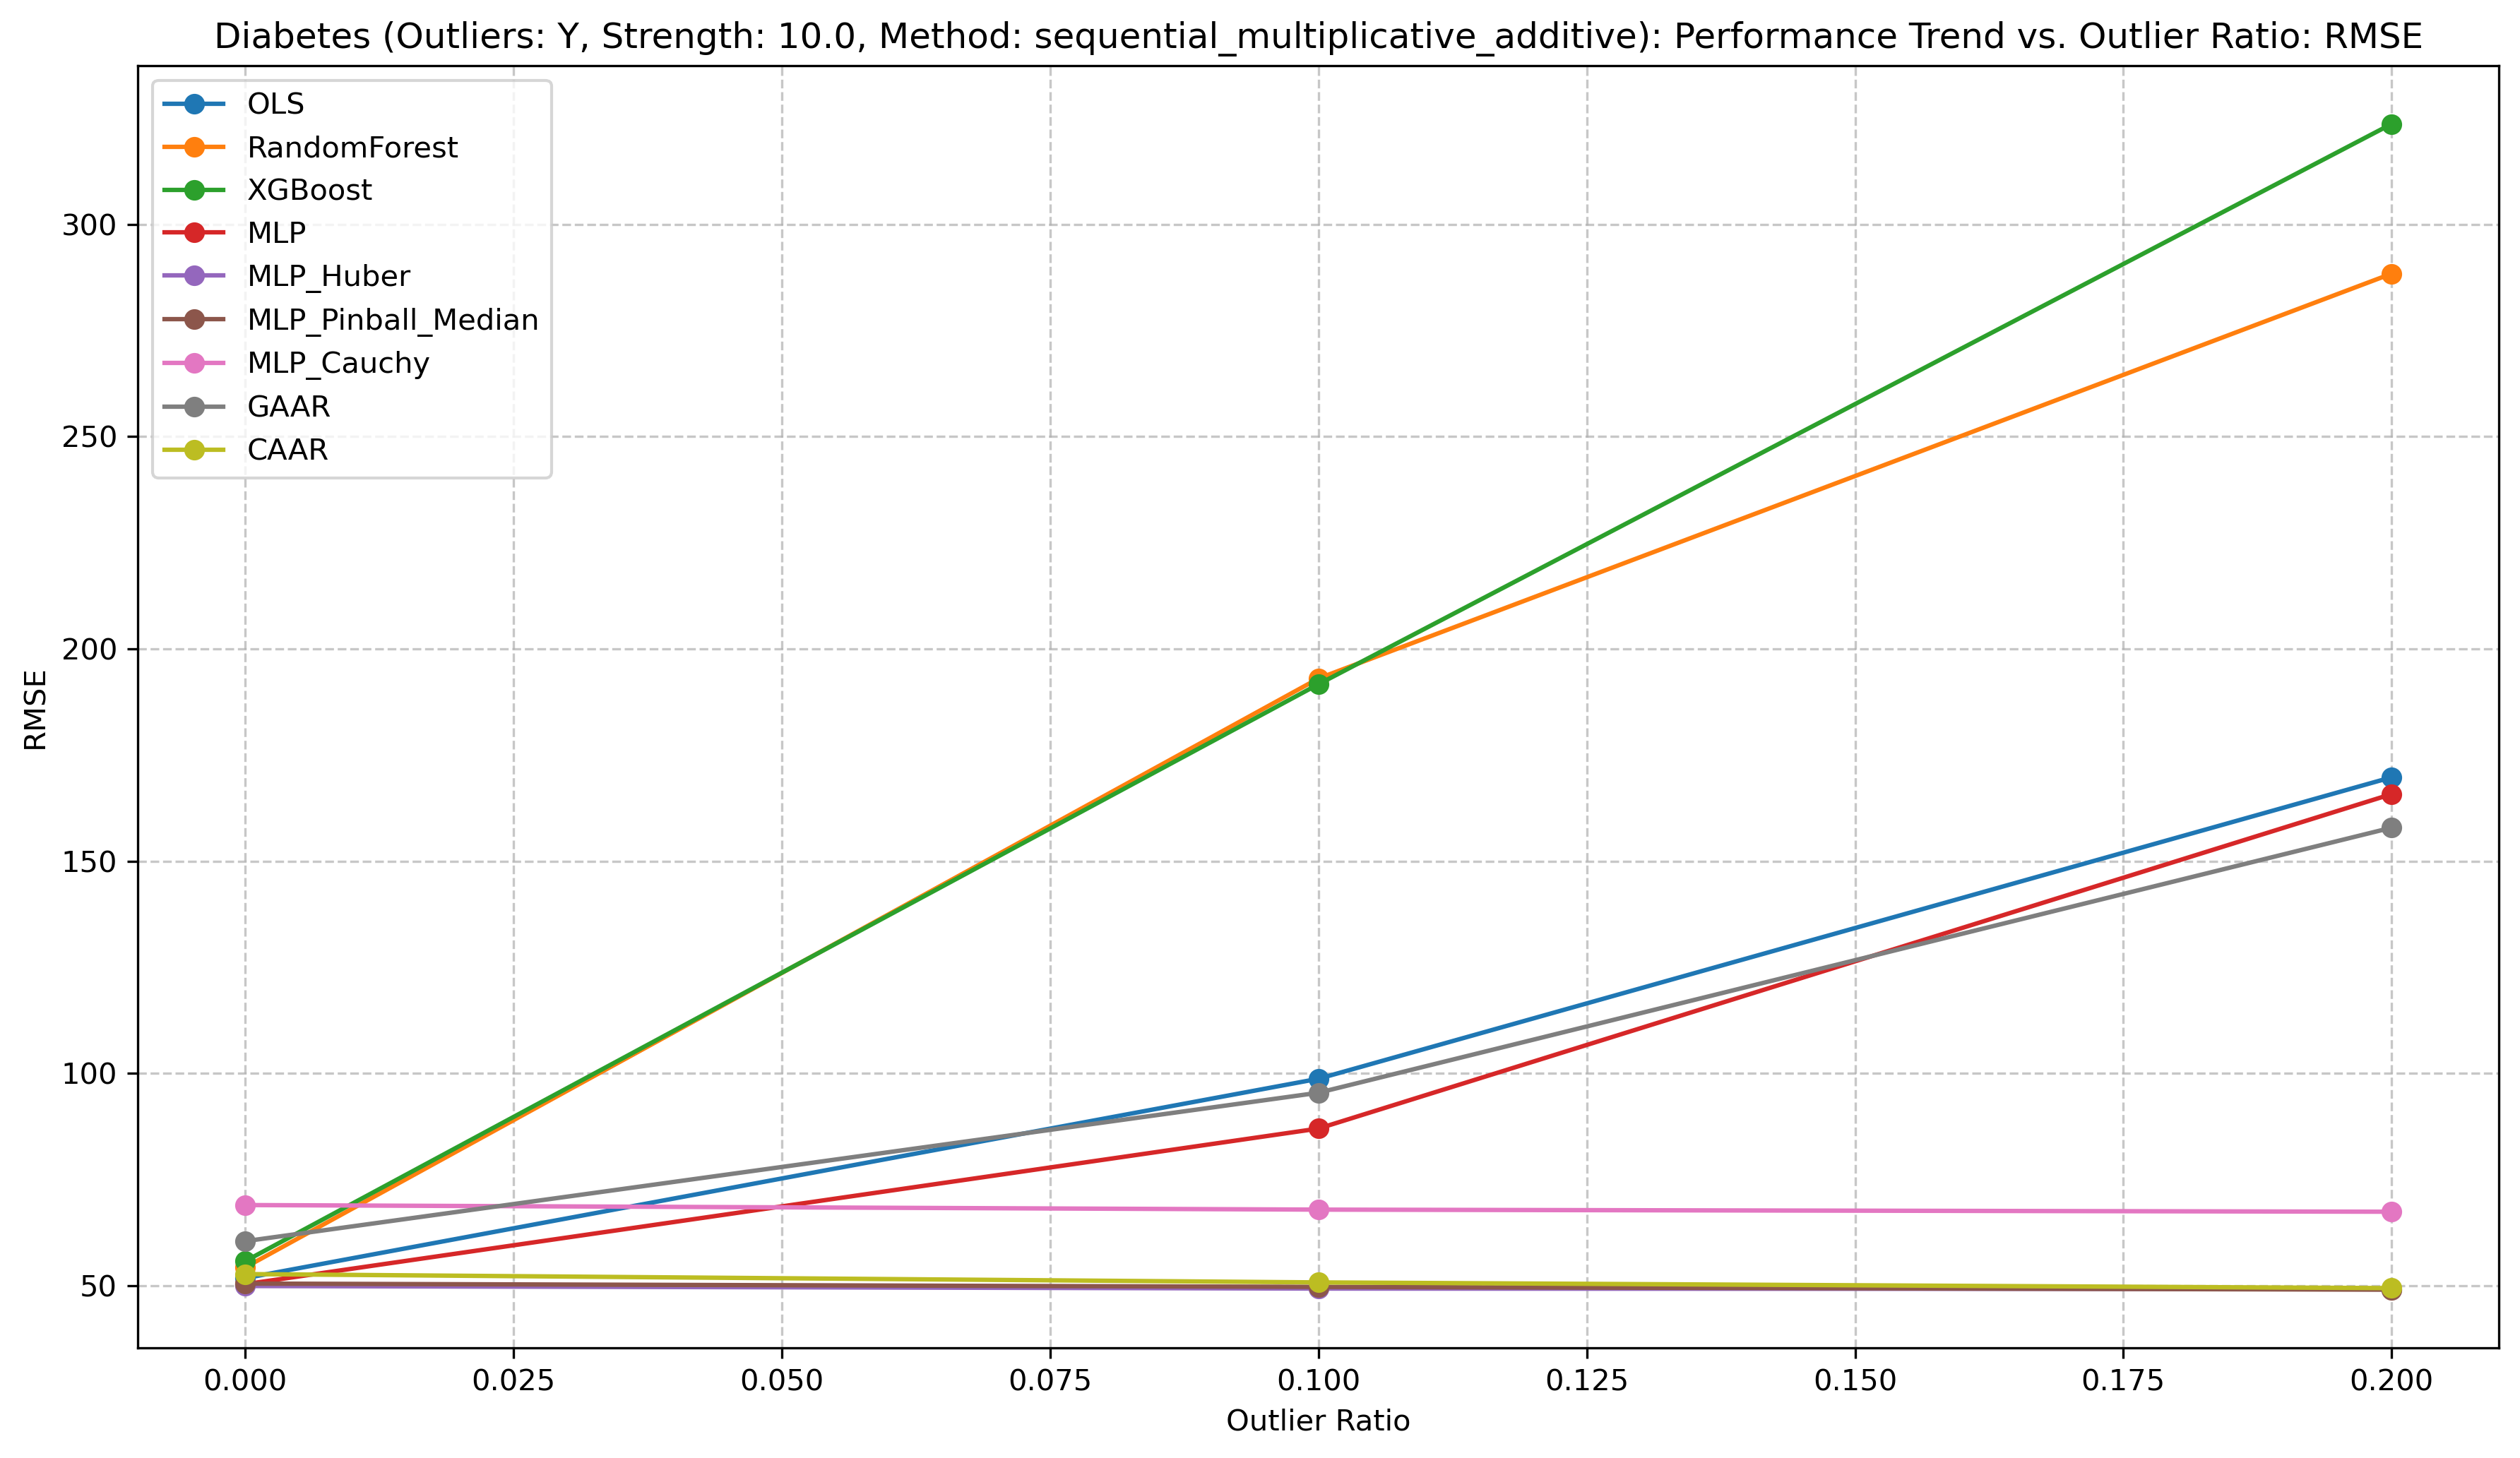 Diabetes (Outliers: Y, Strength: 10.0, Method: sequential_multiplicative_additive): Performance Trend vs. Outlier Ratio: RMSE
OLS
RandomForest
XGBoost
MLP
MLP_Huber
MLP_Pinball_Median
MLP_Cauchy
GAAR
CAAR
300
250
200
150
100
50
RMSE
0.000 0.025 0.050 0.075 0.100 0.125 0.150 0.175 0.200
Outlier Ratio